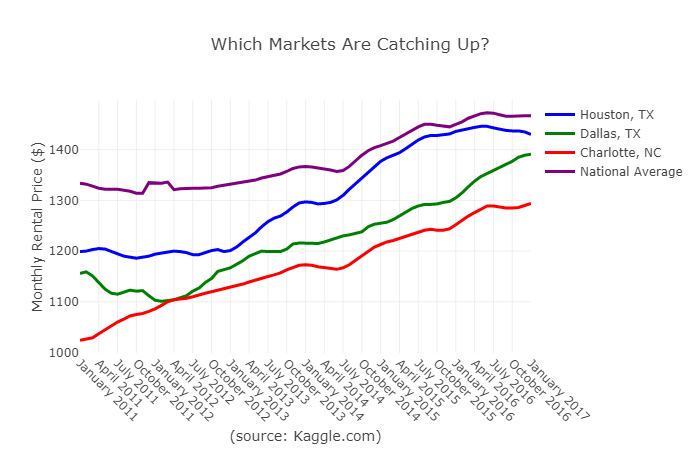 Which Markets Are Catching Up?
Houston, TX
Dallas, TX
Charlotte, NC
National Average
Monthly Rental Price ($)
1400
1300
1200
1100
1000
January 2011
April 2011
July 2011
October 2011
January 2012
April 2012
July 2012
October 2012
January 2013
April 2013
July 2013
October 2013
January 2014
April 2014
July 2014
October 2014
January 2015
April 2015
July 2015
October 2015
January 2016
April 2016
July 2016
October 2016
January 2017
(source: Kaggle.com)